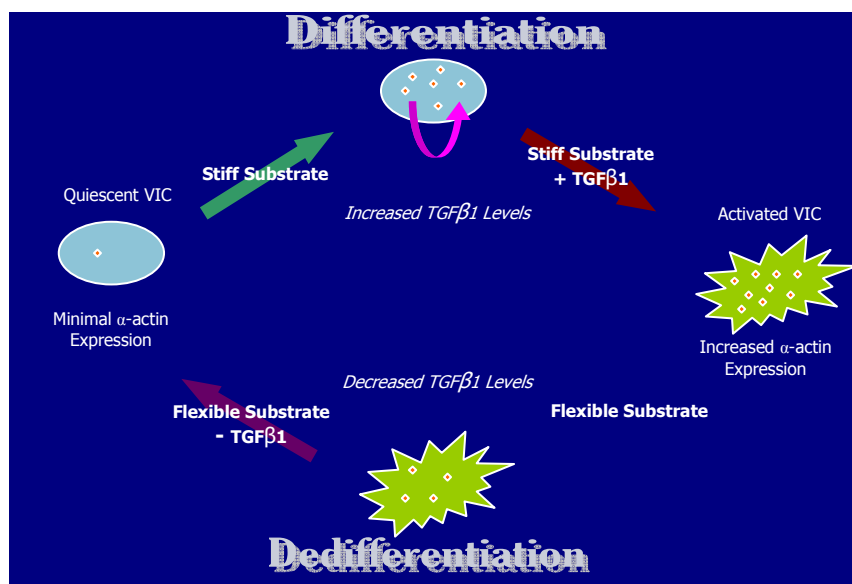 Differentiation
Stiff Substrate
Stiff Substrate
+ TGFβ1
Quiescent VIC
Increased TGFβ1 Levels
Activated VIC
Minimal α-actin
Expression
Increased α-actin
Expression
Decreased TGFβ1 Levels
Flexible Substrate
- TGFβ1
Flexible Substrate
Dedifferentiation